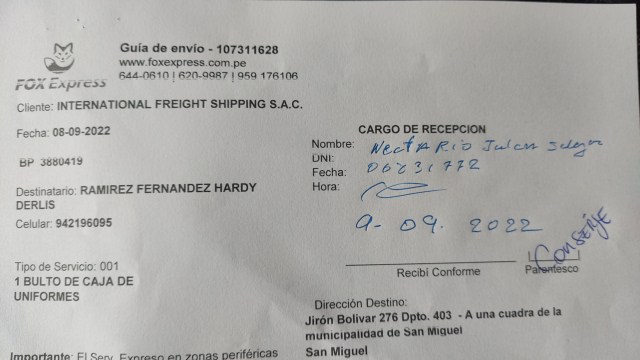 Guía de envío - 107311628
www.foxexpress.com.pe
644-0610 | 620-9987 | 959 176106
FOX Express
Cliente: INTERNATIONAL FREIGHT SHIPPING S.A.C.
Fecha: 08-09-2022
BP 3880419
Destinatario: RAMIREZ FERNANDEZ HARDY
DERLIS
Celular: 942196095
Tipo de Servicio: 001
1 BULTO DE CAJA DE
UNIFORMES
Importante: El Serv. Expreso en zonas periféricas
CARGO DE RECEPCION
Nombre: NectARIO
DNI:
Fecha:
Hora:
9-09.2022
CONSERJE
Recibi Conforme
Parentesco
Dirección Destino:
Jirón Bolivar 276 Dpto. 403 - A una cuadra de la
municipalidad de San Miguel
San Miguel